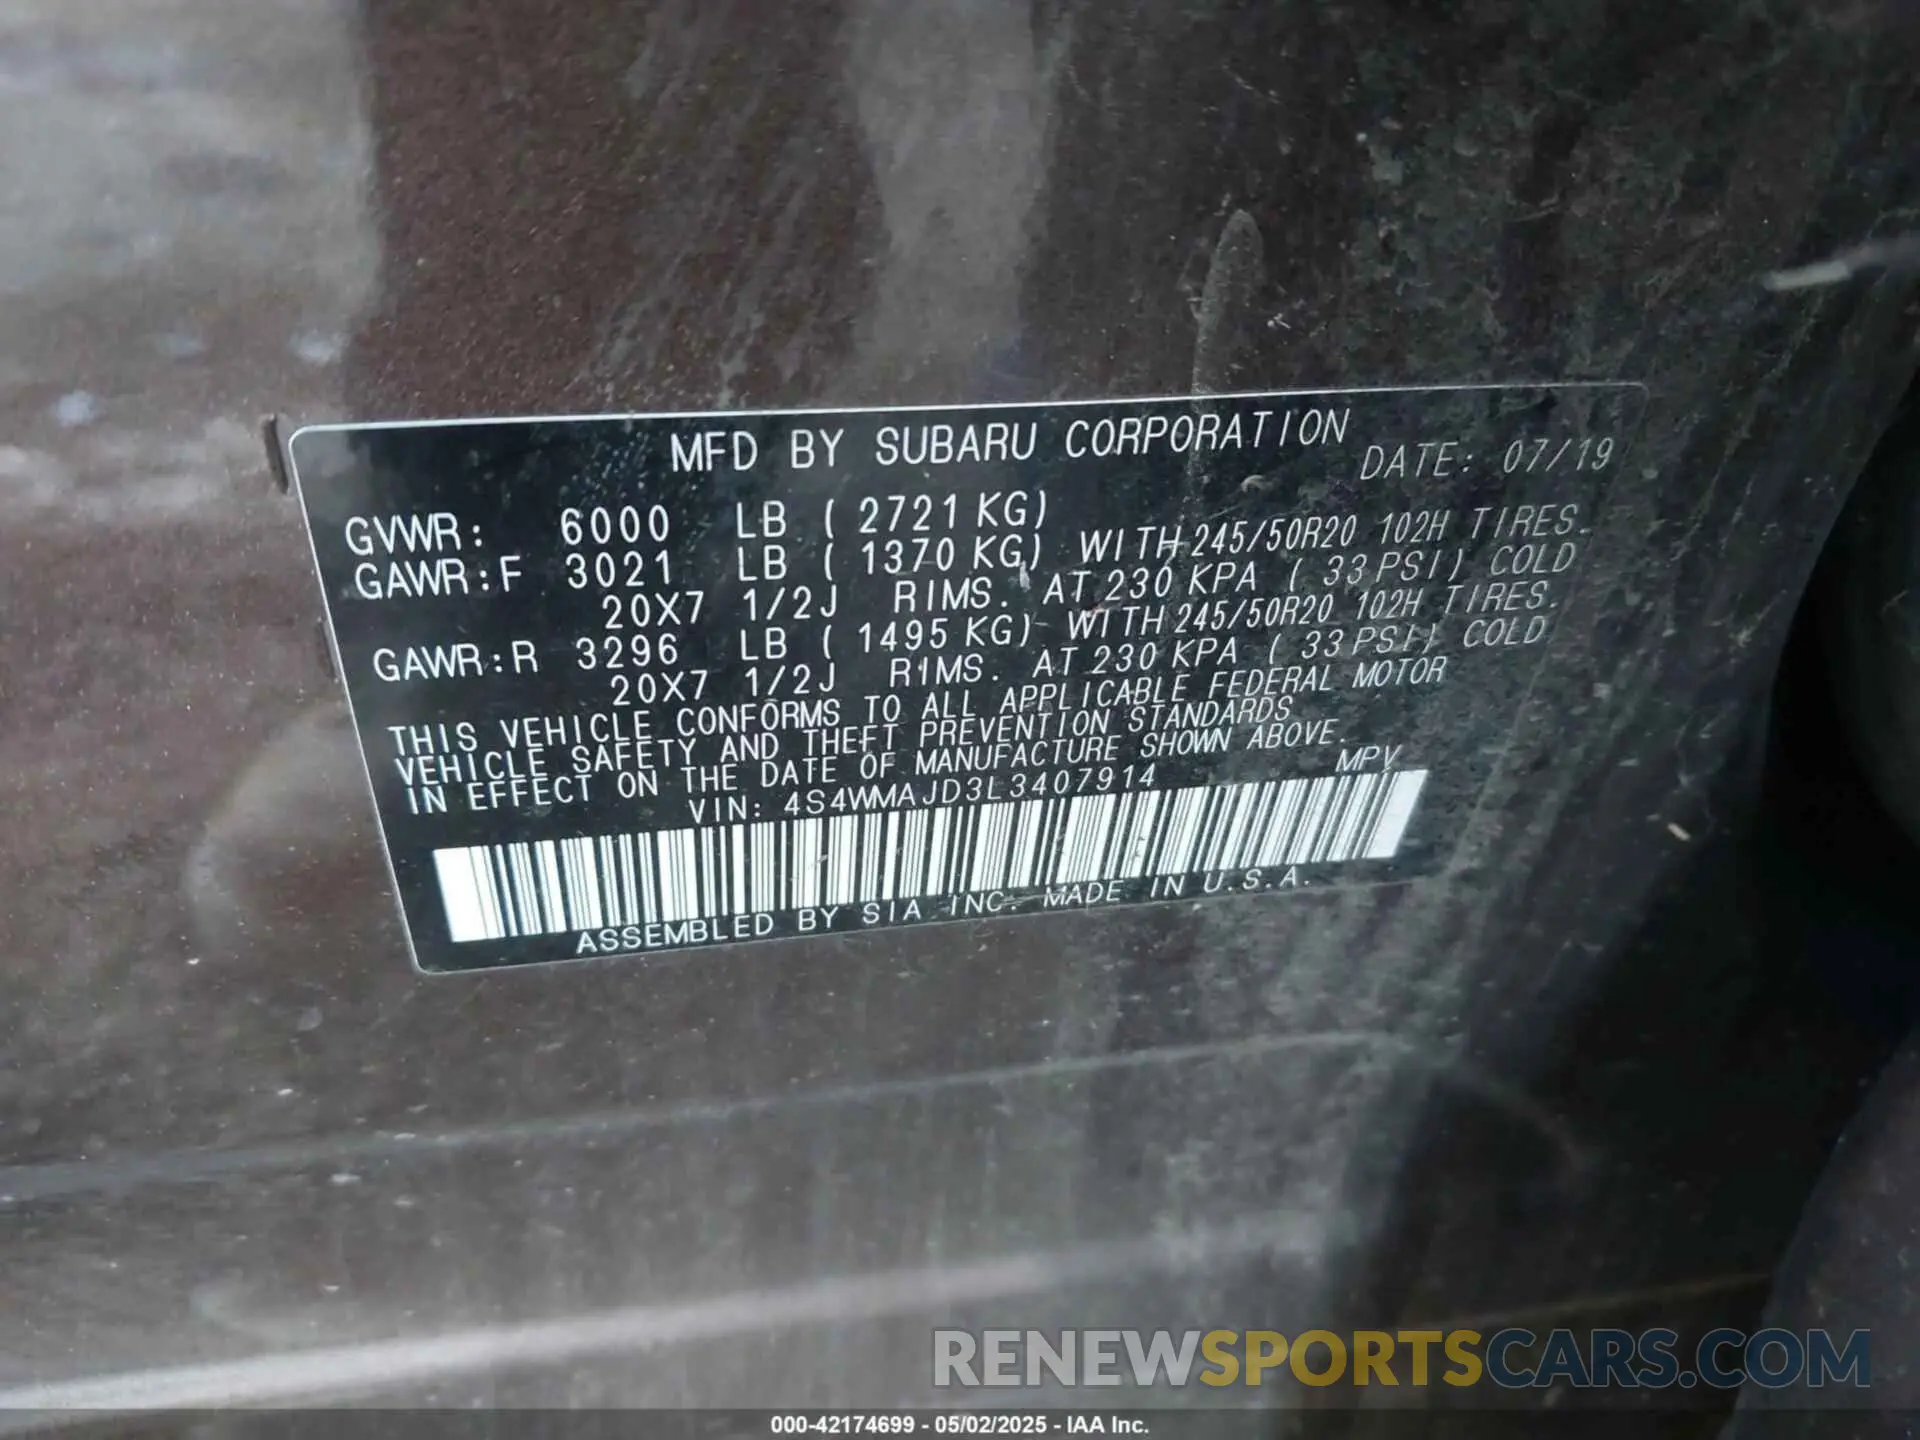 MFD BY SUBARU CORPORATION
DATE: 07/19
GVWR: 6000 LB ( 2721 KG)
GAWR:F 3021 LB ( 1370 KG) WITH 245/50R20 102H TIRES.
20X7 1/2J RIMS. AT 230 KPA ( 33 PSI) COLD
GAWR:R 3296 LB ( 1495 KG) WITH 245/50R20 102H TIRES.
20X7 1/2J RIMS. AT 230 KPA ( 33 PSI) COLD
THIS VEHICLE CONFORMS TO ALL APPLICABLE FEDERAL MOTOR
VEHICLE SAFETY AND THEFT PREVENTION STANDARDS
IN EFFECT ON THE DATE OF MANUFACTURE SHOWN ABOVE.
VIN: 4S4WMAJD3L3407914 MPV
ASSEMBLED BY SIA INC. MADE IN U.S.A.
RENEWSPORTSCARS.COM
000-42174699 - 05/02/2025 - IAA Inc.